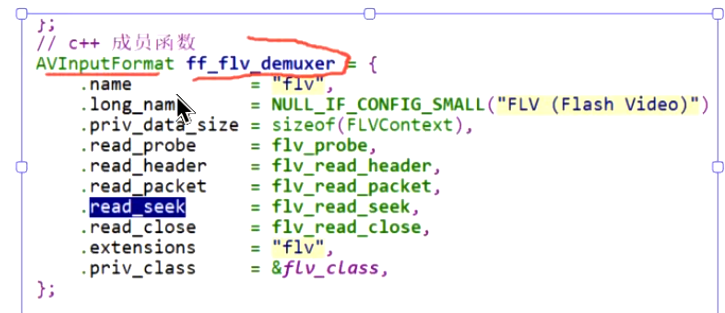 };
// c++ 成员函数
AVInputFormat ff_flv_demuxer = {
.name = "flv",
.long_nam = NULL_IF_CONFIG_SMALL("FLV (Flash Video)")
.priv_data_size = sizeof(FLVContext),
.read_probe = flv_probe,
.read_header = flv_read_header,
.read_packet = flv_read_packet,
.read_seek = flv_read_seek,
.read_close = flv_read_close,
.extensions = "flv",
.priv_class = &flv_class,
};